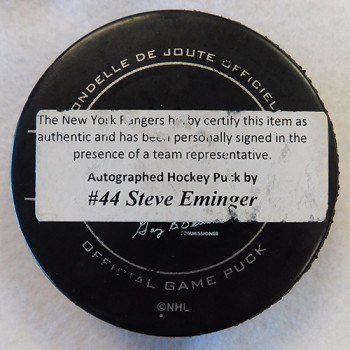 RONDELLE DE JOUTE OFFICIELLE
The New York Rangers hereby certify this item as
authentic and has been personally signed in the
presence of a team representative.
Autographed Hockey Puck by
#44 Steve Eminger
COMMISSIONER
OFFICIAL GAME PUCK
©NHL